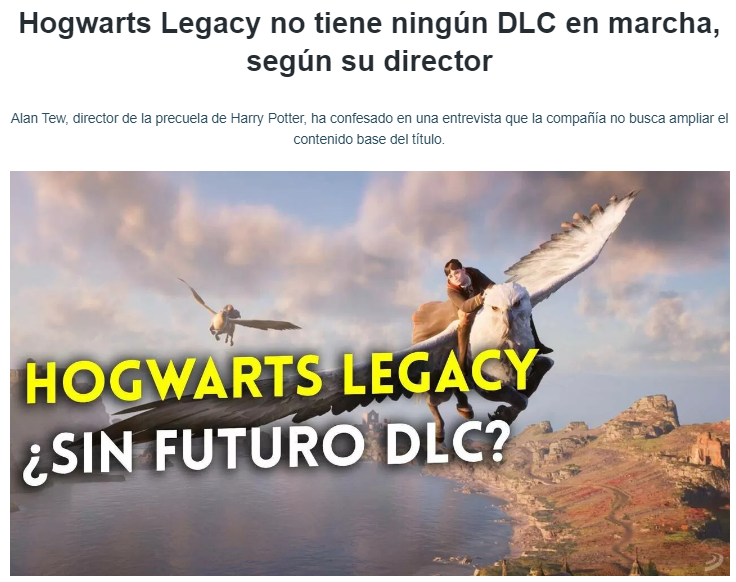 Hogwarts Legacy no tiene ningún DLC en marcha,
según su director
Alan Tew, director de la precuela de Harry Potter, ha confesado en una entrevista que la compañía no busca ampliar el
contenido base del título.
HOGWARTS LEGACY
¿SIN FUTURO DLC?